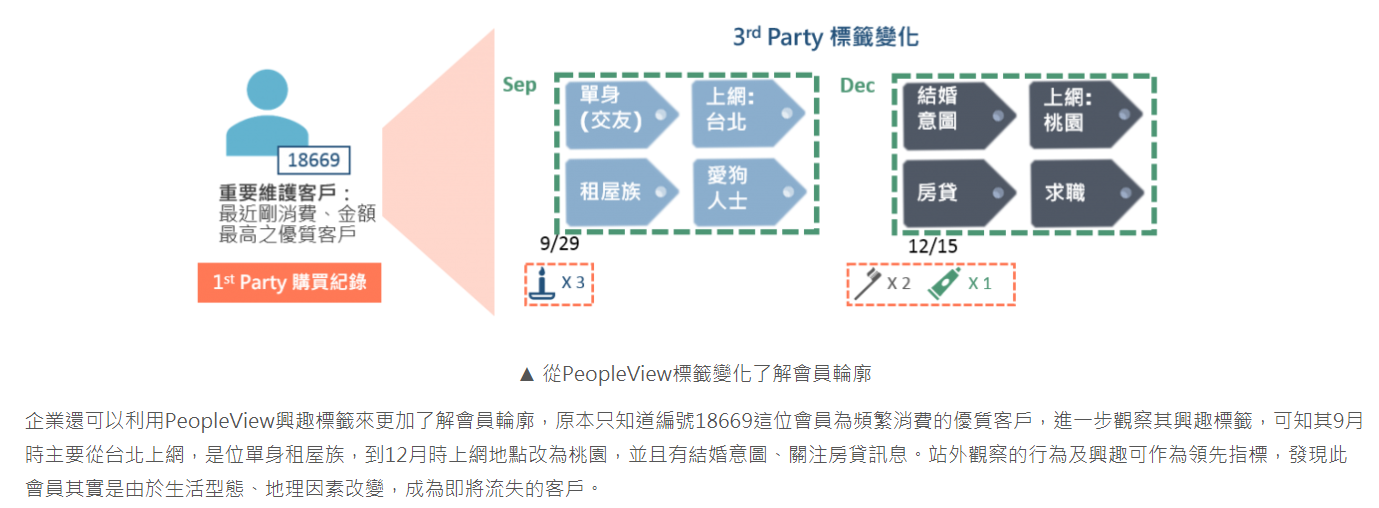 3rd Party 標籤變化
18669
重要維護客戶：
最近剛消費、金額
最高之優質客戶
1st Party 購買紀錄
Sep
單身
(交友)
上網:
台北
租屋族
愛狗
人士
9/29
X 3
Dec
結婚
意圖
上網:
桃園
房貸
求職
12/15
X 2
X 1
▲ 從PeopleView標籤變化了解會員輪廓
企業還可以利用PeopleView興趣標籤來更加了解會員輪廓，原本只知道編號18669這位會員為頻繁消費的優質客戶，進一步觀察其興趣標籤，可知其9月
時主要從台北上網，是位單身租屋族，到12月時上網地點改為桃園，並且有結婚意圖、關注房貸訊息。站外觀察的行為及興趣可作為領先指標，發現此
會員其實是由於生活型態、地理因素改變，成為即將流失的客戶。